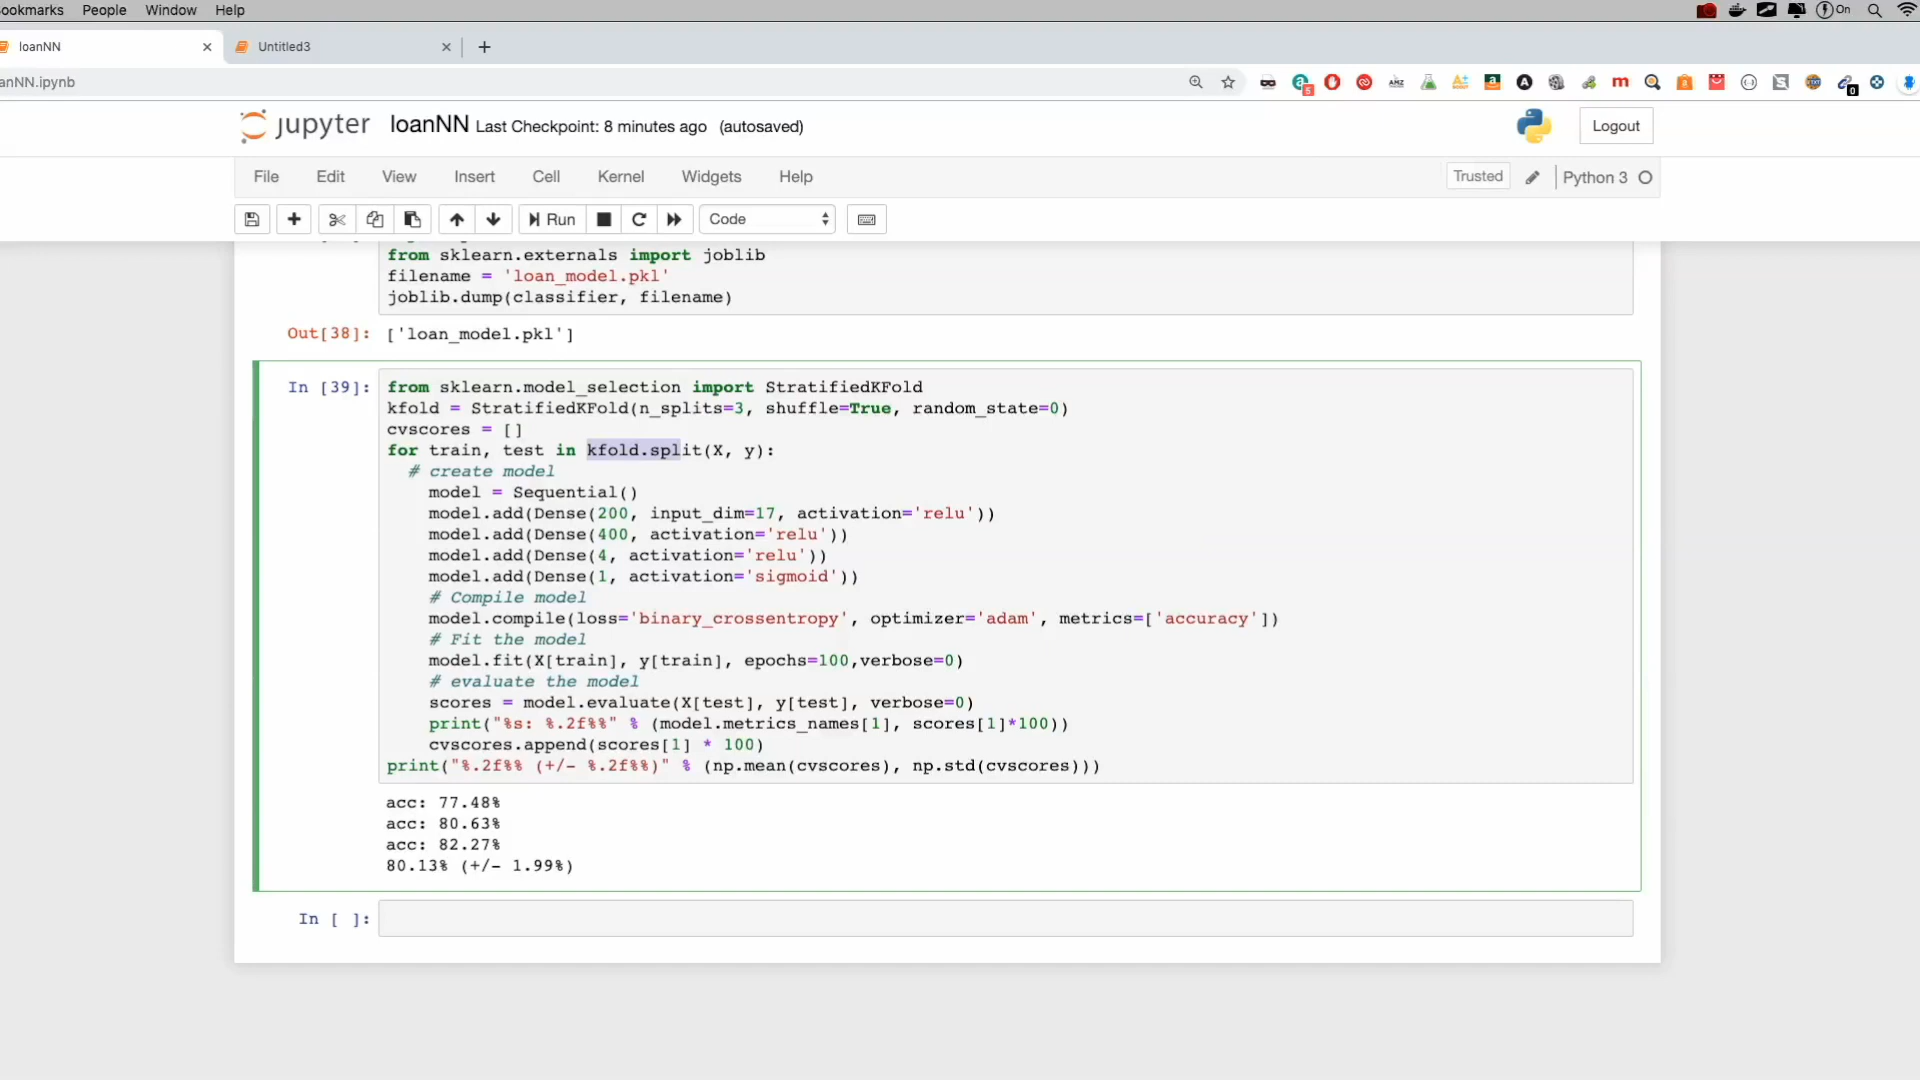 ookmarks People Window Help On
loanNN Untitled3
anNN.ipynb
jupyter loanNN Last Checkpoint: 8 minutes ago (autosaved) Logout
File Edit View Insert Cell Kernel Widgets Help Trusted Python 3
Run Code
from sklearn.externals import joblib
filename = 'loan_model.pkl'
joblib.dump(classifier, filename)
Out[38]: ['loan_model.pkl']
In [39]: from sklearn.model_selection import StratifiedKFold
kfold = StratifiedKFold(n_splits=3, shuffle=True, random_state=0)
cvscores = []
for train, test in kfold.split(X, y):
# create model
model = Sequential()
model.add(Dense(200, input_dim=17, activation='relu'))
model.add(Dense(400, activation='relu'))
model.add(Dense(4, activation='relu'))
model.add(Dense(1, activation='sigmoid'))
# Compile model
model.compile(loss='binary_crossentropy', optimizer='adam', metrics=['accuracy'])
# Fit the model
model.fit(X[train], y[train], epochs=100,verbose=0)
# evaluate the model
scores = model.evaluate(X[test], y[test], verbose=0)
print("%s: %.2f%%" % (model.metrics_names[1], scores[1]*100))
cvscores.append(scores[1] * 100)
print("%.2f%% (+/- %.2f%%)" % (np.mean(cvscores), np.std(cvscores)))
acc: 77.48%
acc: 80.63%
acc: 82.27%
80.13% (+/- 1.99%)
In [ ]: